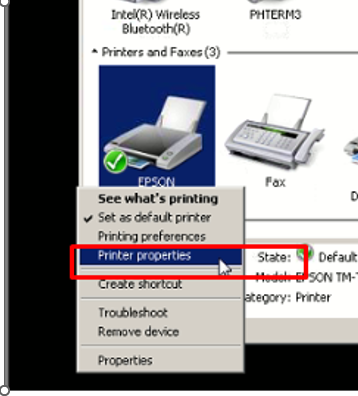 Intel(R) Wireless
Bluetooth(R)
PHTERM3
Printers and Faxes (3)
EPSON
Fax
See what's printing
Set as default printer
Printing preferences
Printer properties
Create shortcut
Troubleshoot
Remove device
Properties
State: Default
Model: EPSON TM-T
ategory: Printer